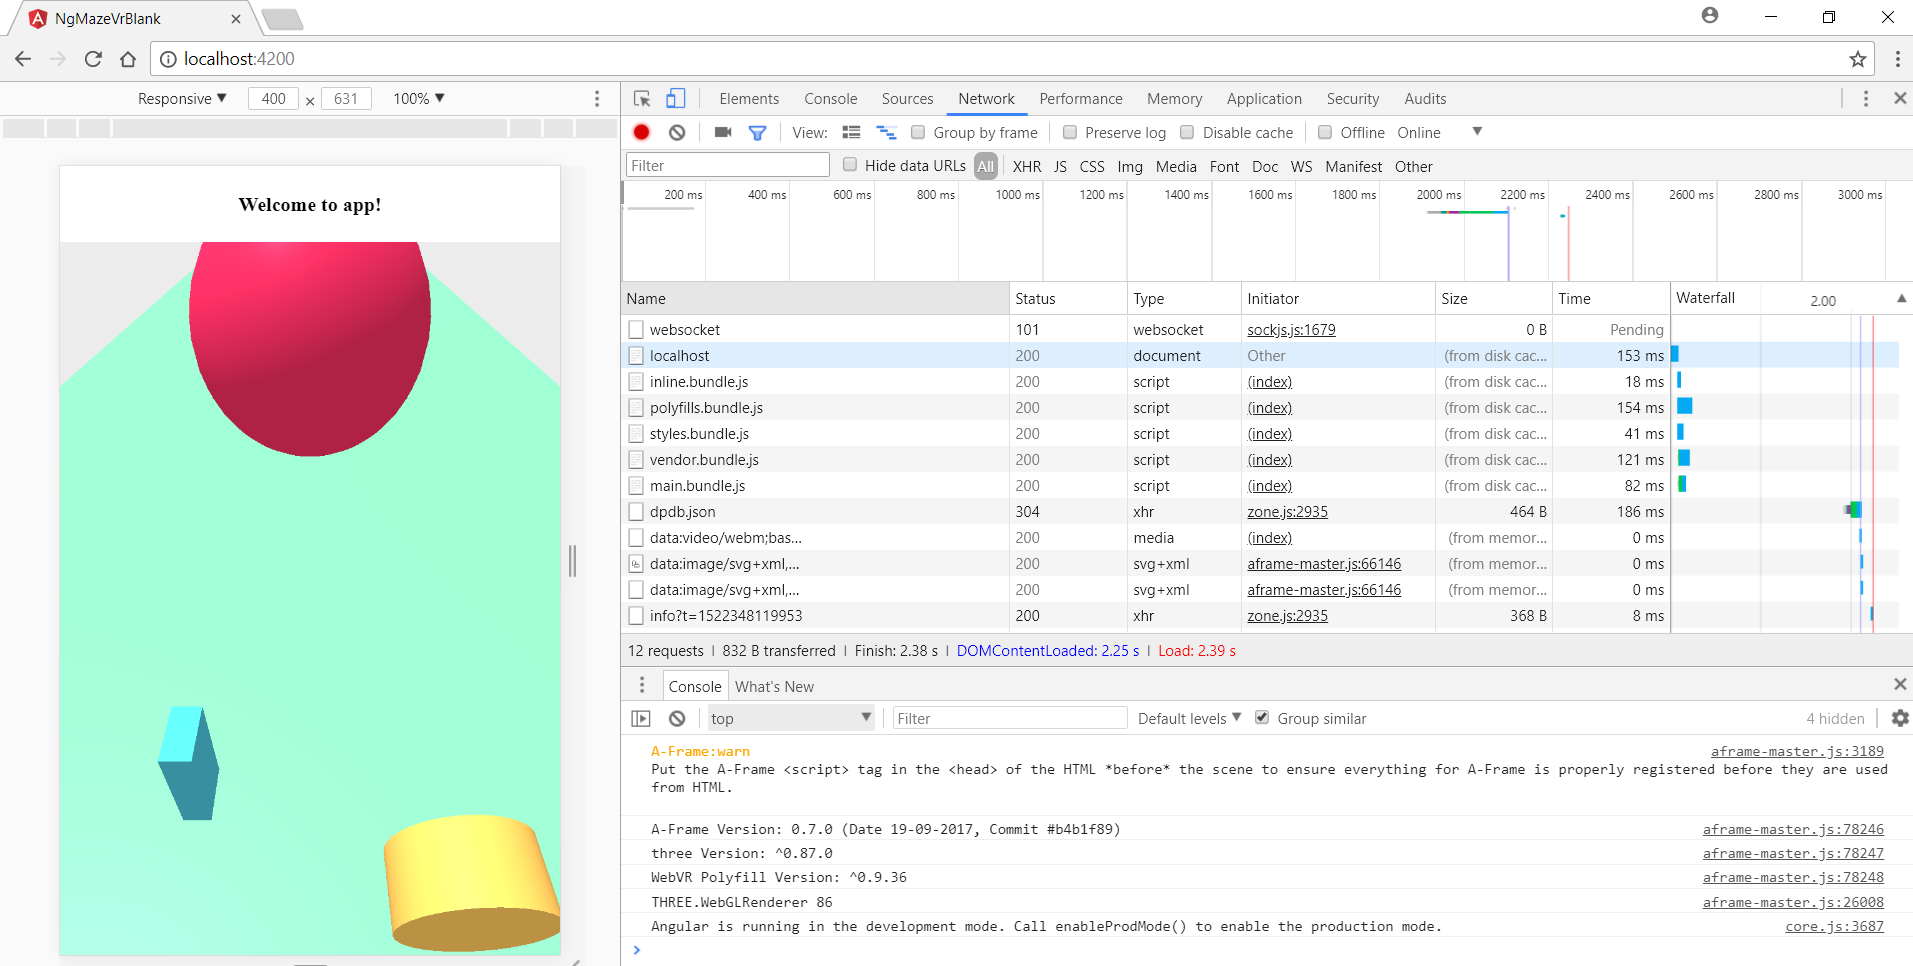 NgMazeVrBlank
localhost:4200
Responsive ▼ 400 × 631 100% ▼
Welcome to app!
Elements Console Sources Network Performance Memory Application Security Audits
View: Group by frame Preserve log Disable cache Offline Online ▼
Filter Hide data URLs All XHR JS CSS Img Media Font Doc WS Manifest Other
200 ms 400 ms 600 ms 800 ms 1000 ms 1200 ms 1400 ms 1600 ms 1800 ms 2000 ms 2200 ms 2400 ms 2600 ms 2800 ms 3000 ms
Name Status Type Initiator Size Time Waterfall 2.00
websocket 101 websocket sockjs.js:1679 0 B Pending
localhost 200 document Other (from disk cac... 153 ms
inline.bundle.js 200 script (index) (from disk cac... 18 ms
polyfills.bundle.js 200 script (index) (from disk cac... 154 ms
styles.bundle.js 200 script (index) (from disk cac... 41 ms
vendor.bundle.js 200 script (index) (from disk cac... 121 ms
main.bundle.js 200 script (index) (from disk cac... 82 ms
dpdb.json 304 xhr zone.js:2935 464 B 186 ms
data:video/webm;bas... 200 media (index) (from memor... 0 ms
data:image/svg+xml,... 200 svg+xml aframe-master.js:66146 (from memor... 0 ms
data:image/svg+xml,... 200 svg+xml aframe-master.js:66146 (from memor... 0 ms
info?t=1522348119953 200 xhr zone.js:2935 368 B 8 ms
12 requests | 832 B transferred | Finish: 2.38 s | DOMContentLoaded: 2.25 s | Load: 2.39 s
Console What's New
top ▼ Filter Default levels ▼ Group similar 4 hidden
A-Frame:warn aframe-master.js:3189
Put the A-Frame <script> tag in the <head> of the HTML *before* the scene to ensure everything for A-Frame is properly registered before they are used
from HTML.
A-Frame Version: 0.7.0 (Date 19-09-2017, Commit #b4b1f89) aframe-master.js:78246
three Version: ^0.87.0 aframe-master.js:78247
WebVR Polyfill Version: ^0.9.36 aframe-master.js:78248
THREE.WebGLRenderer 86 aframe-master.js:26008
Angular is running in the development mode. Call enableProdMode() to enable the production mode. core.js:3687